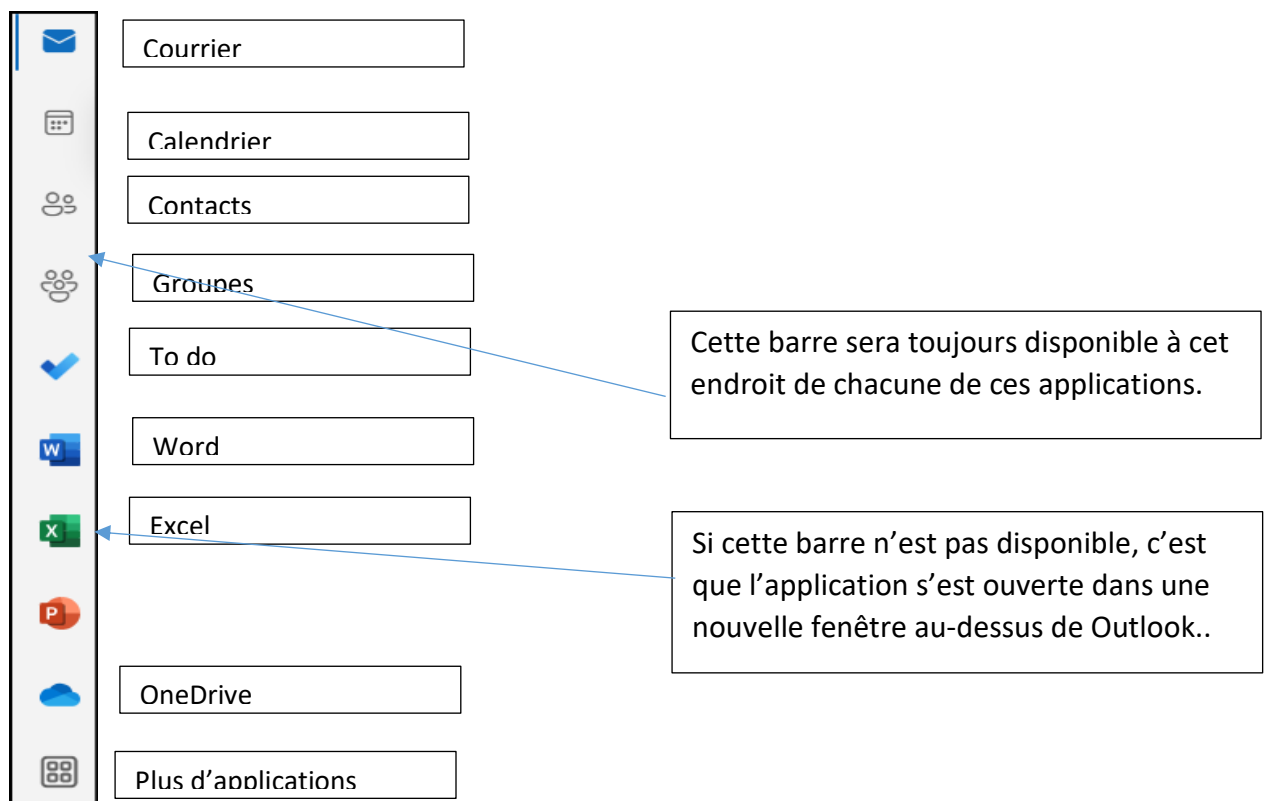 Courrier
Calendrier
Contacts
Groupes
To do
Word
Excel
OneDrive
Plus d’applications
Cette barre sera toujours disponible à cet
endroit de chacune de ces applications.
Si cette barre n’est pas disponible, c’est
que l’application s’est ouverte dans une
nouvelle fenêtre au-dessus de Outlook..
W
X
P